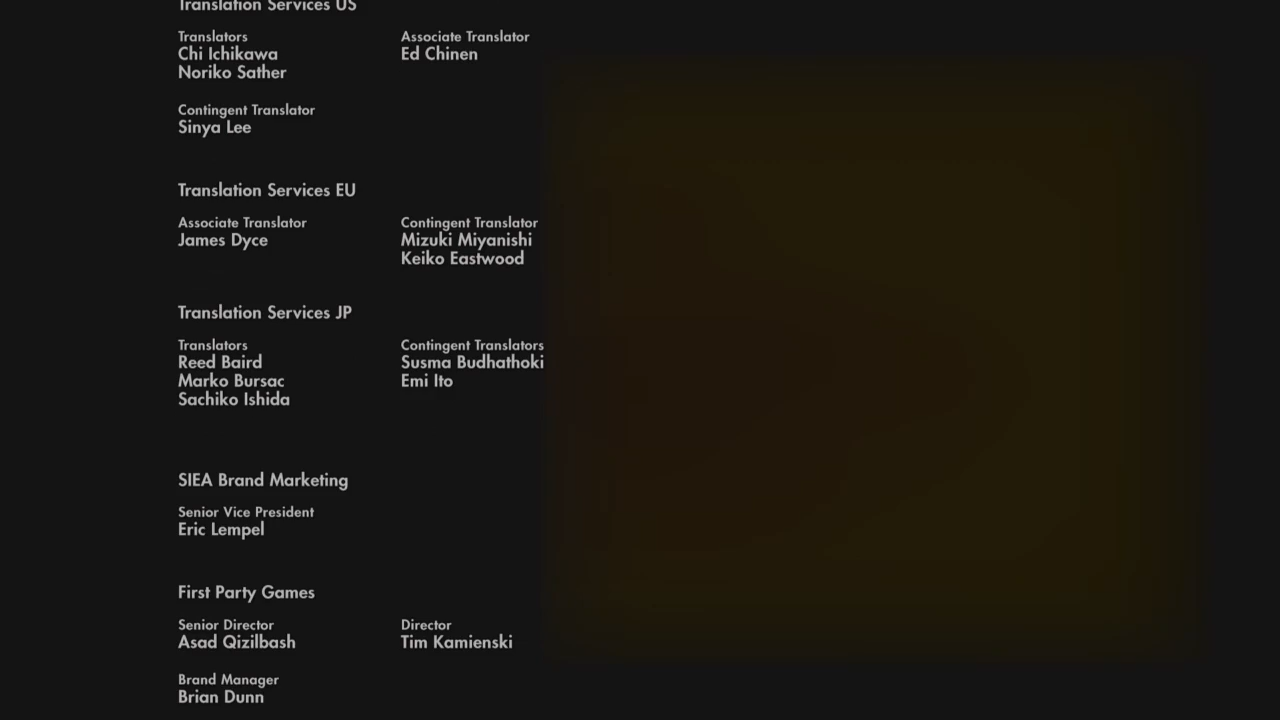 Translation Services US
Translators
Chi Ichikawa
Noriko Sather
Associate Translator
Ed Chinen
Contingent Translator
Sinya Lee
Translation Services EU
Associate Translator
James Dyce
Contingent Translator
Mizuki Miyanishi
Keiko Eastwood
Translation Services JP
Translators
Reed Baird
Marko Bursac
Sachiko Ishida
Contingent Translators
Susma Budhathoki
Emi Ito
SIEA Brand Marketing
Senior Vice President
Eric Lempel
First Party Games
Senior Director
Asad Qizilbash
Director
Tim Kamienski
Brand Manager
Brian Dunn